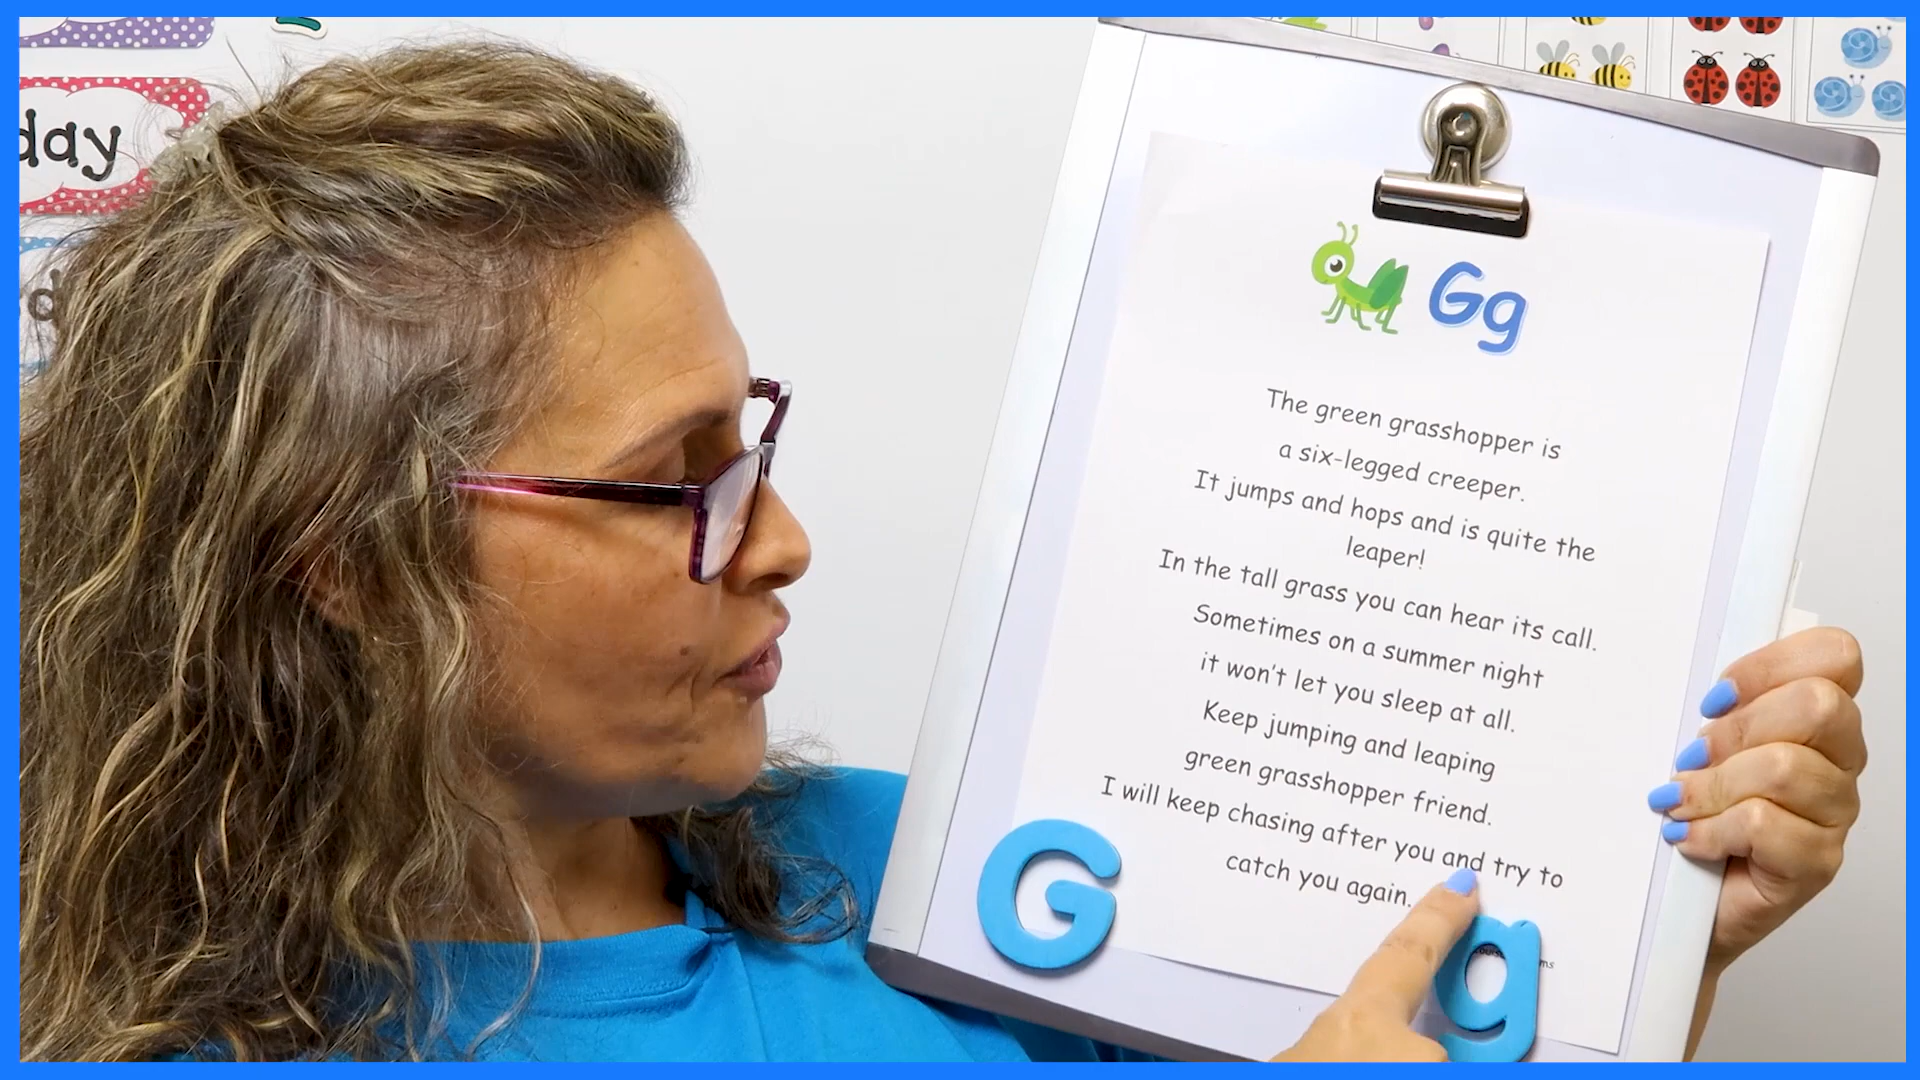 day
d
Gg
The green grasshopper is
a six-legged creeper.
It jumps and hops and is quite the
leaper!
In the tall grass you can hear its call.
Sometimes on a summer night
it won't let you sleep at all.
Keep jumping and leaping
green grasshopper friend.
I will keep chasing after you and try to
catch you again.
G
g